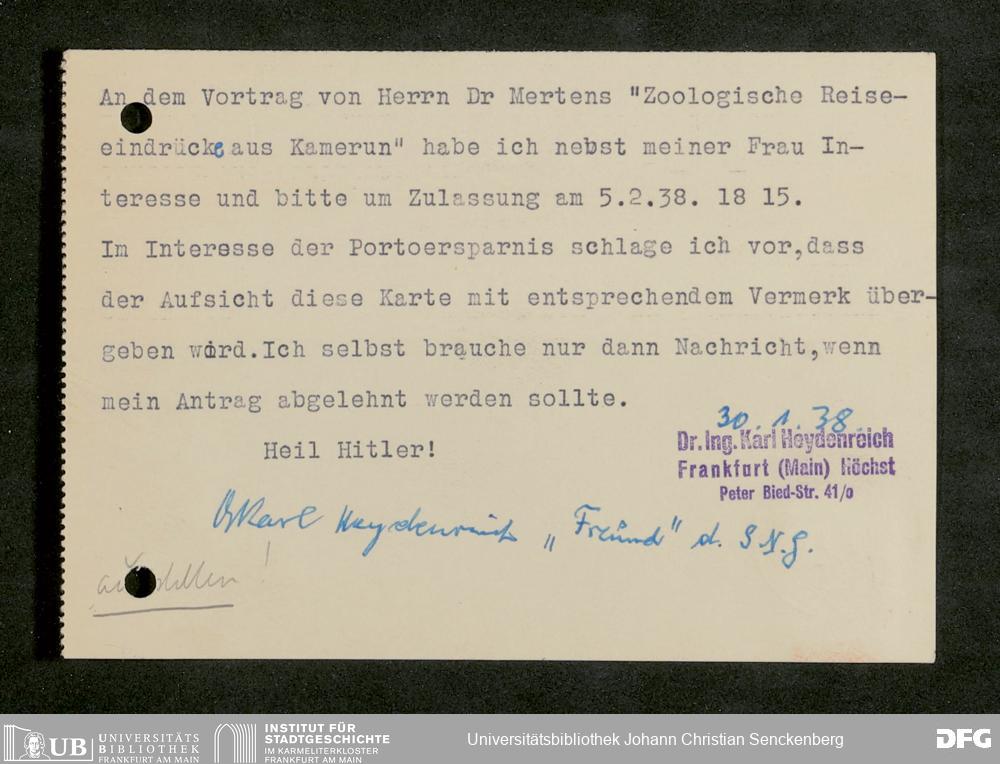 An dem Vortrag von Herrn Dr Mertens "Zoologische Reise-
eindrücke aus Kamerun" habe ich nebst meiner Frau In-
teresse und bitte um Zulassung am 5.2.38. 18 15.
Im Interesse der Portoersparnis schlage ich vor,dass
der Aufsicht diese Karte mit entsprechendem Vermerk über-
geben wird.Ich selbst brauche nur dann Nachricht,wenn
mein Antrag abgelehnt werden sollte.
Heil Hitler!
30.1.38.
Dr.Ing.Karl Heydenreich
Frankfurt (Main) Höchst
Peter Bied-Str. 41/0
Karl Heydenreich „Freund" d. S.N.G.
UB UNIVERSITÄTS
BIBLIOTHEK
FRANKFURT AM MAIN
INSTITUT FÜR
STADTGESCHICHTE
IM KARMELITERKLOSTER
FRANKFURT AM MAIN
Universitätsbibliothek Johann Christian Senckenberg
DFG